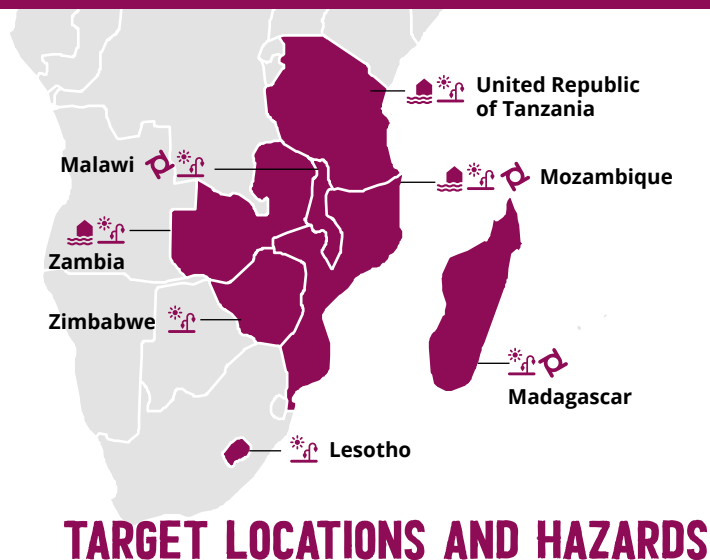 United Republic
of Tanzania
Malawi
Mozambique
Zambia
Zimbabwe
Madagascar
Lesotho
TARGET LOCATIONS AND HAZARDS